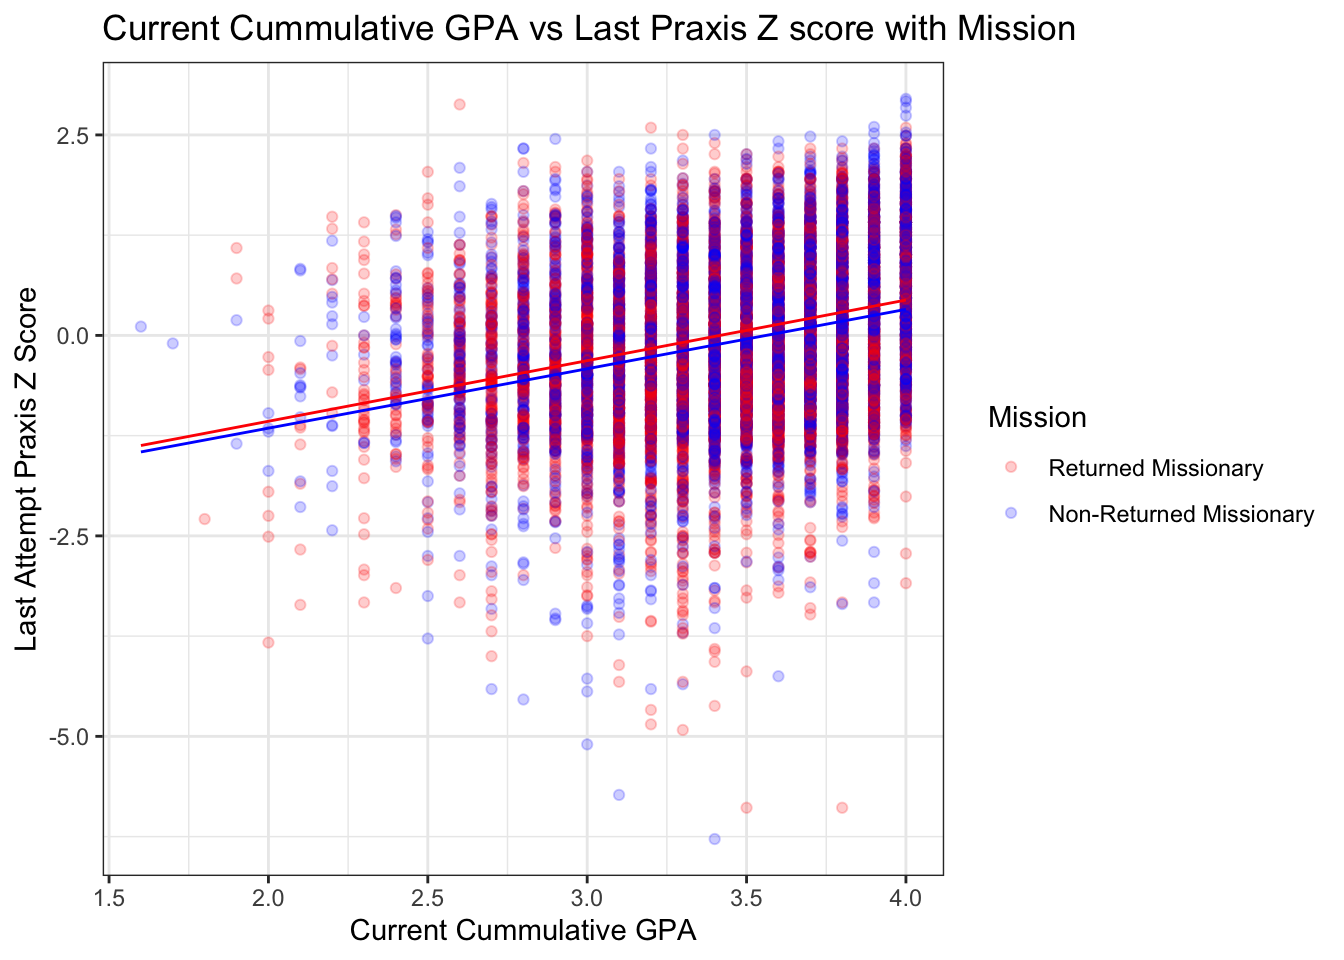 Current Cummulative GPA vs Last Praxis Z score with Mission
Last Attempt Praxis Z Score
2.5
0.0
-2.5
-5.0
1.5 2.0 2.5 3.0 3.5 4.0
Current Cummulative GPA
Mission
Returned Missionary
Non-Returned Missionary